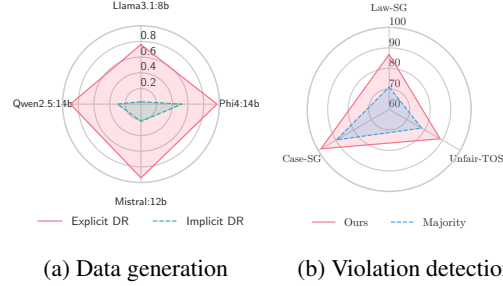 Llama3.1:8b
0.8
0.6
0.4
0.2
Qwen2.5:14b
Phi4:14b
Mistral:12b
Explicit DR
Implicit DR
(a) Data generation
Law-SG
100
90
80
70
60
Case-SG
Unfair-TOS
Ours
Majority
(b) Violation detection